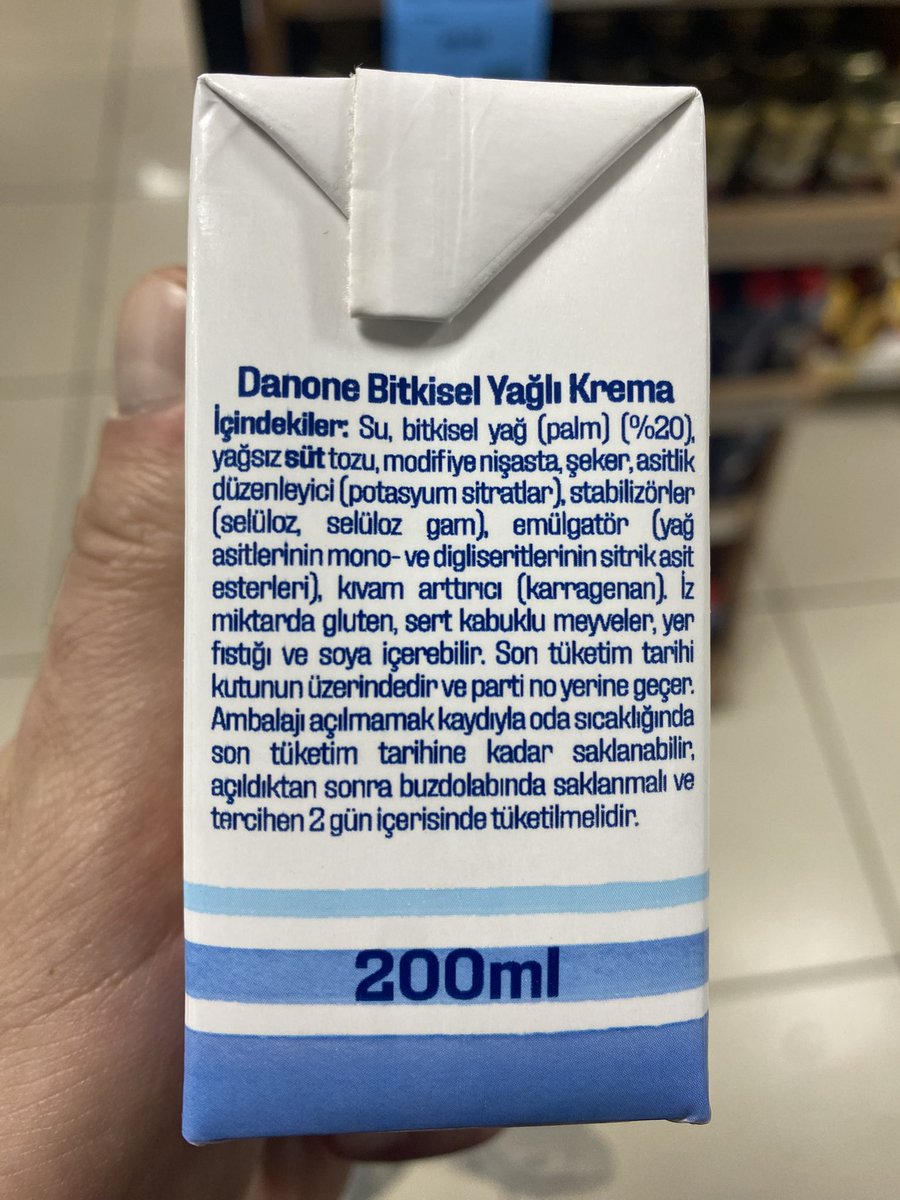 Danone Bitkisel Yağlı Krema
İçindekiler: Su, bitkisel yağ (palm) (%20),
yağsız süt tozu, modifiye nişasta, şeker, asitlik
düzenleyici (potasyum sitratlar), stabilizörler
(selüloz, selüloz gam), emülgatör (yağ
asitlerinin mono- ve digliseritlerinin sitrik asit
esterleri), kıvam arttırıcı (karragenan). İz
miktarda gluten, sert kabuklu meyveler, yer
fıstığı ve soya içerebilir. Son tüketim tarihi
kutunun üzerindedir ve parti no yerine geçer.
Ambalajı açılmamak kaydıyla oda sıcaklığında
son tüketim tarihine kadar saklanabilir,
açıldıktan sonra buzdolabında saklanmalı ve
tercihen 2 gün içerisinde tüketilmelidir.
200ml